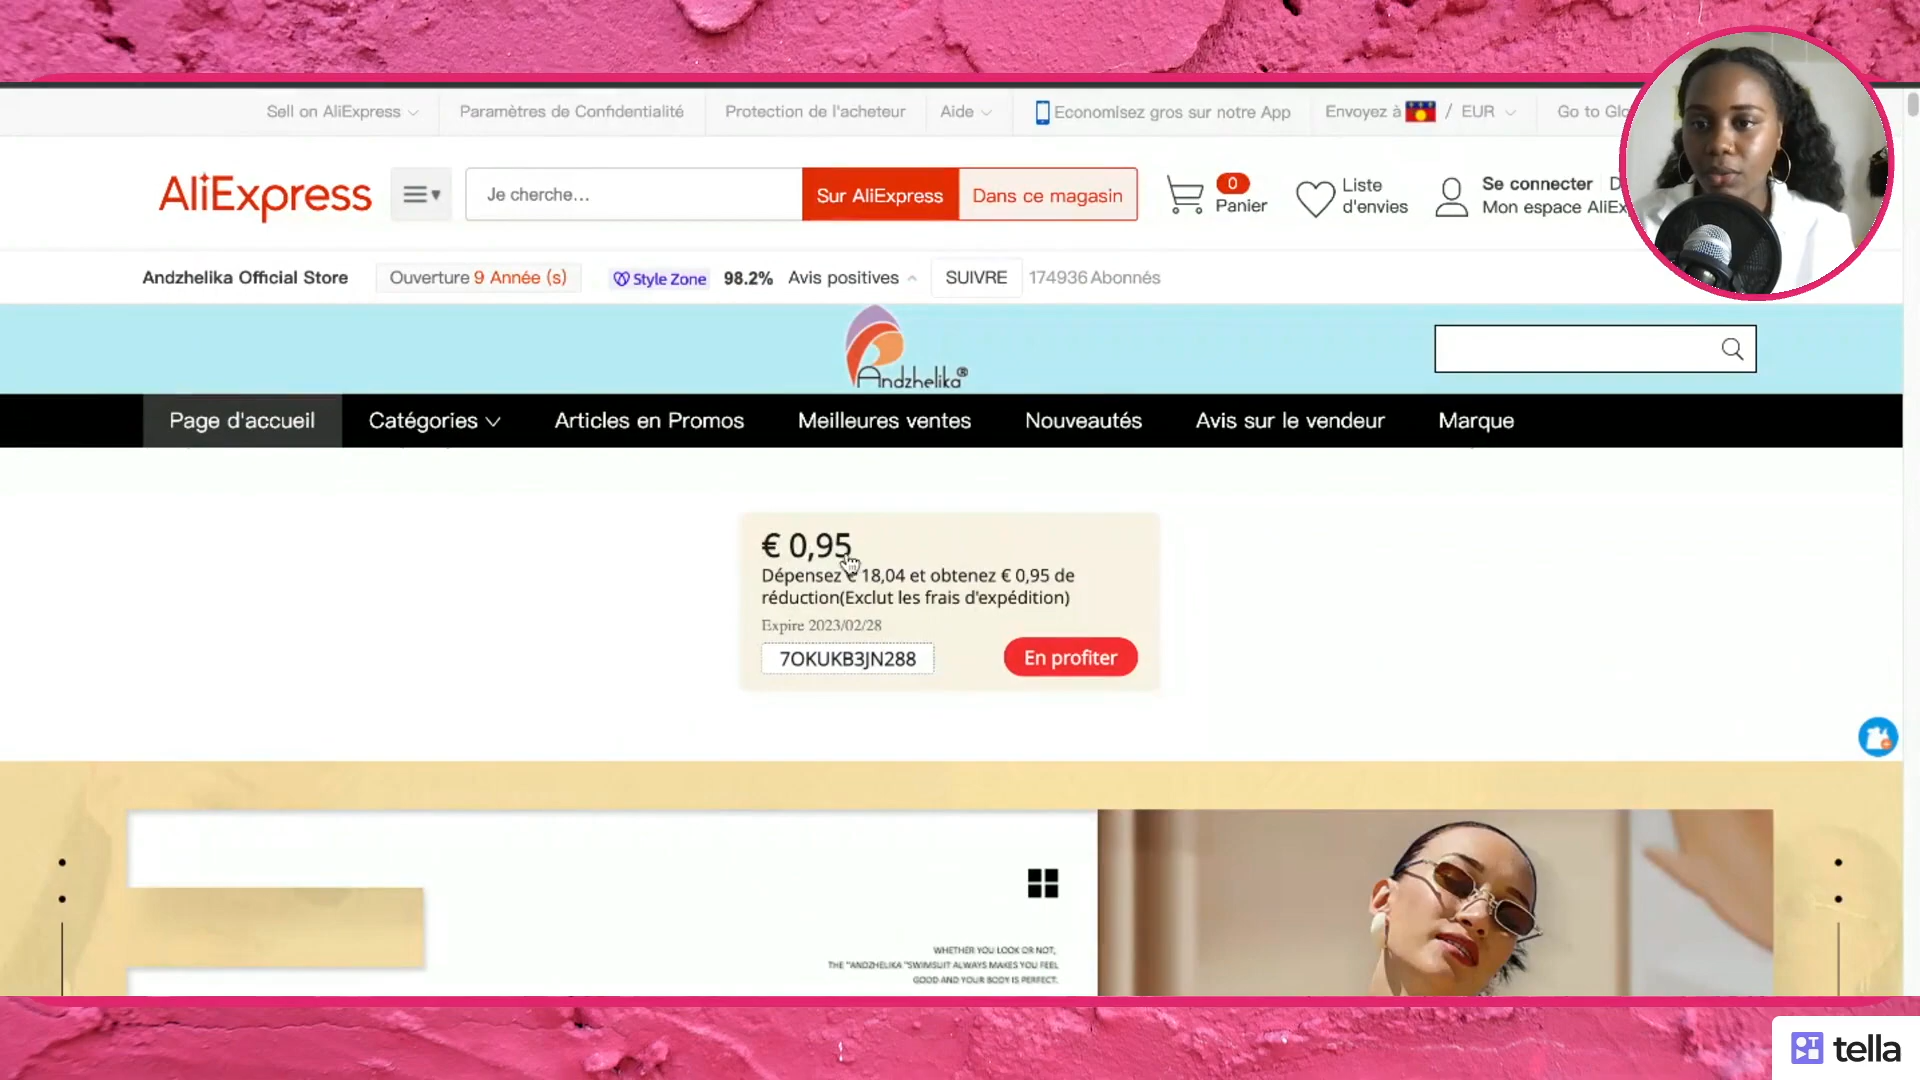 Sell on AliExpress
Paramètres de Confidentialité
Protection de l'acheteur
Aide
Economisez gros sur notre App
Envoyez à / EUR
Go to
AliExpress
Je cherche...
Sur AliExpress
Dans ce magasin
0
Panier
Liste
d'envies
Se connecter
Mon espace
Andzhelika Official Store
Ouverture 9 Année (s)
Style Zone
98.2% Avis positives
SUIVRE
174936 Abonnés
Andzhelika®
Page d'accueil
Catégories
Articles en Promos
Meilleures ventes
Nouveautés
Avis sur le vendeur
Marque
€ 0,95
Dépensez € 18,04 et obtenez € 0,95 de
réduction(Exclut les frais d'expédition)
Expire 2023/02/28
7OKUKB3JN288
En profiter
WHETHER YOU LOOK OR NOT,
THE "ANDZHELIKA "SWIMSUIT ALWAYS MAKES YOU FEEL
GOOD AND YOUR BODY IS PERFECT.
tella